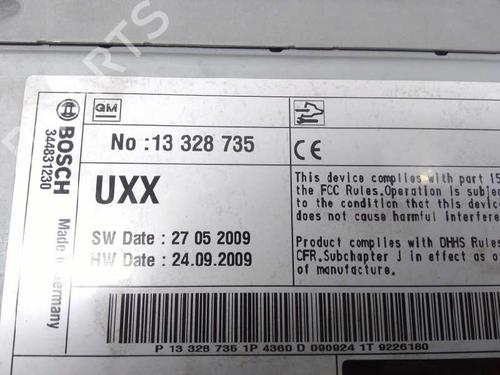 BOSCH
344831230
Made in
Germany
GM
No :13 328 735
UXX
SW Date : 27 05 2009
HW Date : 24.09.2009
CE
This device complies with part 15
the FCC Rules.Operation is subje
to the condition that this device
does not cause harmful interfere
Product complies with DHHS Rules
CFR.Subchapter J in effect as o
of manufacture.
P 13 328 735 1P 4360 D 090924 1T 9226180
PARTS